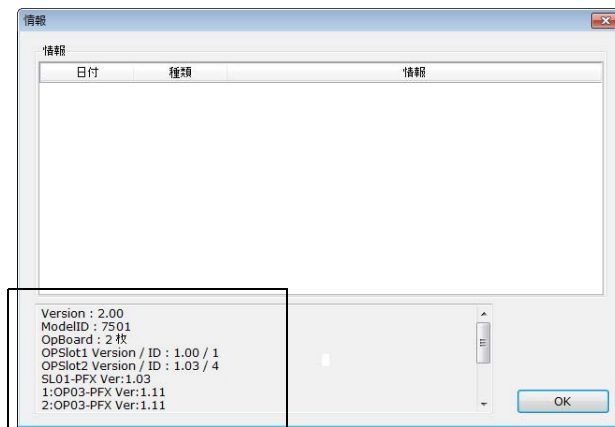 情報
情報
日付 種類 情報
Version : 2.00
ModelID : 7501
OpBoard : 2 枚
OPSlot1 Version / ID : 1.00 / 1
OPSlot2 Version / ID : 1.03 / 4
SL01-PFX Ver:1.03
1:OP03-PFX Ver:1.11
2:OP03-PFX Ver:1.11
OK